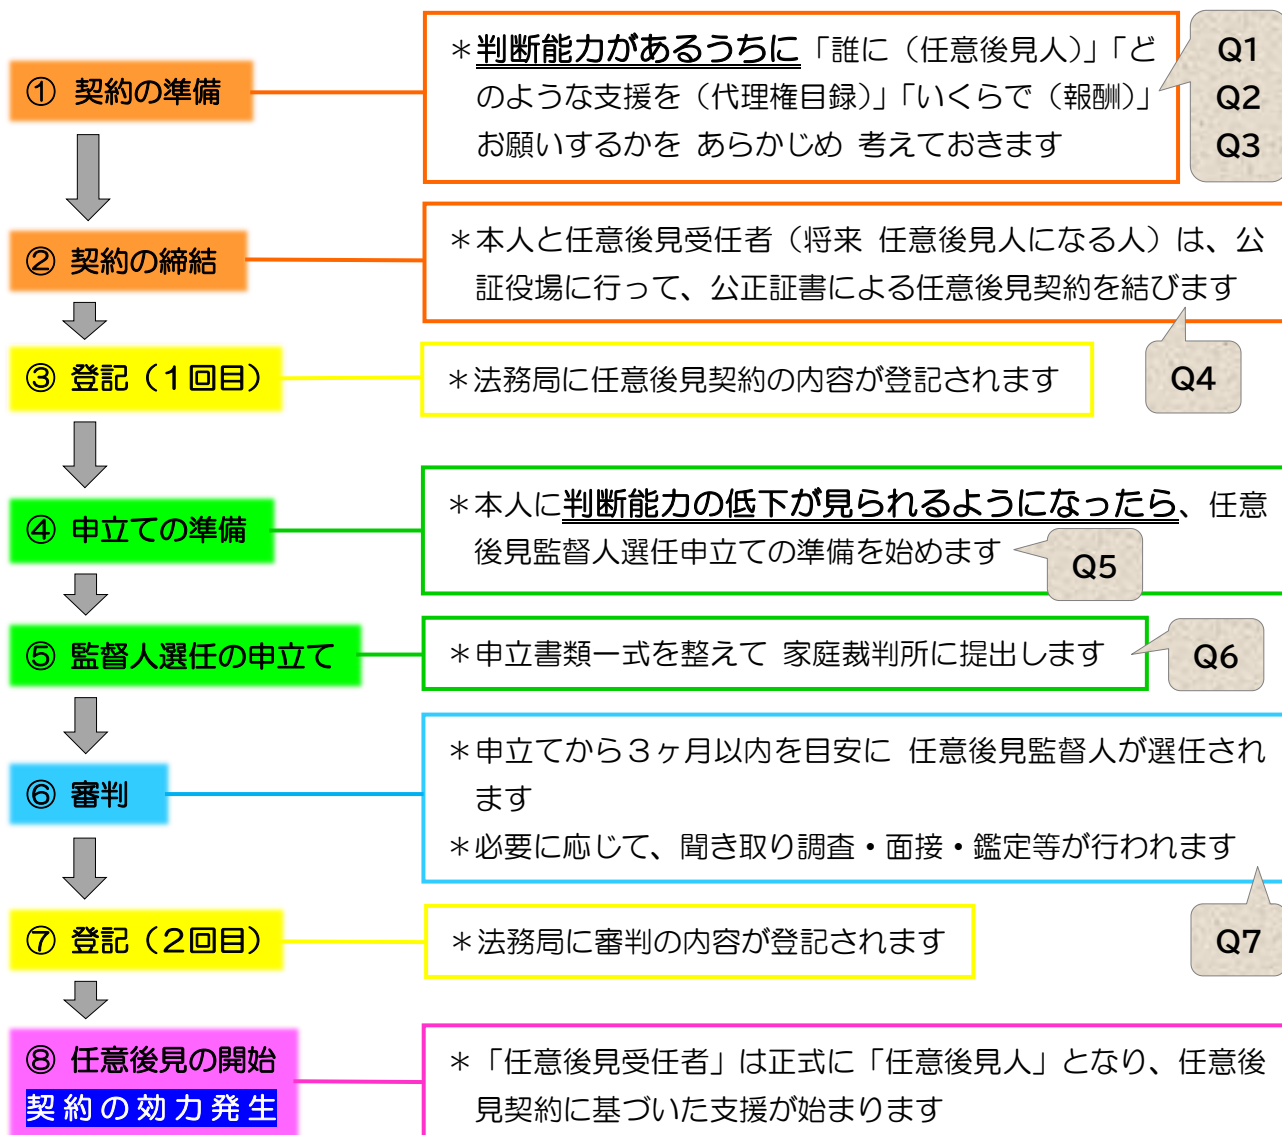 ① 契約の準備
＊判断能力があるうちに「誰に（任意後見人）」「ど
のような支援を（代理権目録）」「いくらで（報酬）」
お願いするかを あらかじめ 考えておきます
Q1
Q2
Q3
② 契約の締結
＊本人と任意後見受任者（将来 任意後見人になる人）は、公
証役場に行って、公正証書による任意後見契約を結びます
③ 登記（１回目）
＊法務局に任意後見契約の内容が登記されます
Q4
④ 申立ての準備
＊本人に判断能力の低下が見られるようになったら、任意
後見監督人選任申立ての準備を始めます
Q5
⑤ 監督人選任の申立て
＊申立書類一式を整えて 家庭裁判所に提出します
Q6
⑥ 審判
＊申立てから３ヶ月以内を目安に 任意後見監督人が選任され
ます
＊必要に応じて、聞き取り調査・面接・鑑定等が行われます
Q7
⑦ 登記（２回目）
＊法務局に審判の内容が登記されます
⑧ 任意後見の開始
契約の効力発生
＊「任意後見受任者」は正式に「任意後見人」となり、任意後
見契約に基づいた支援が始まります